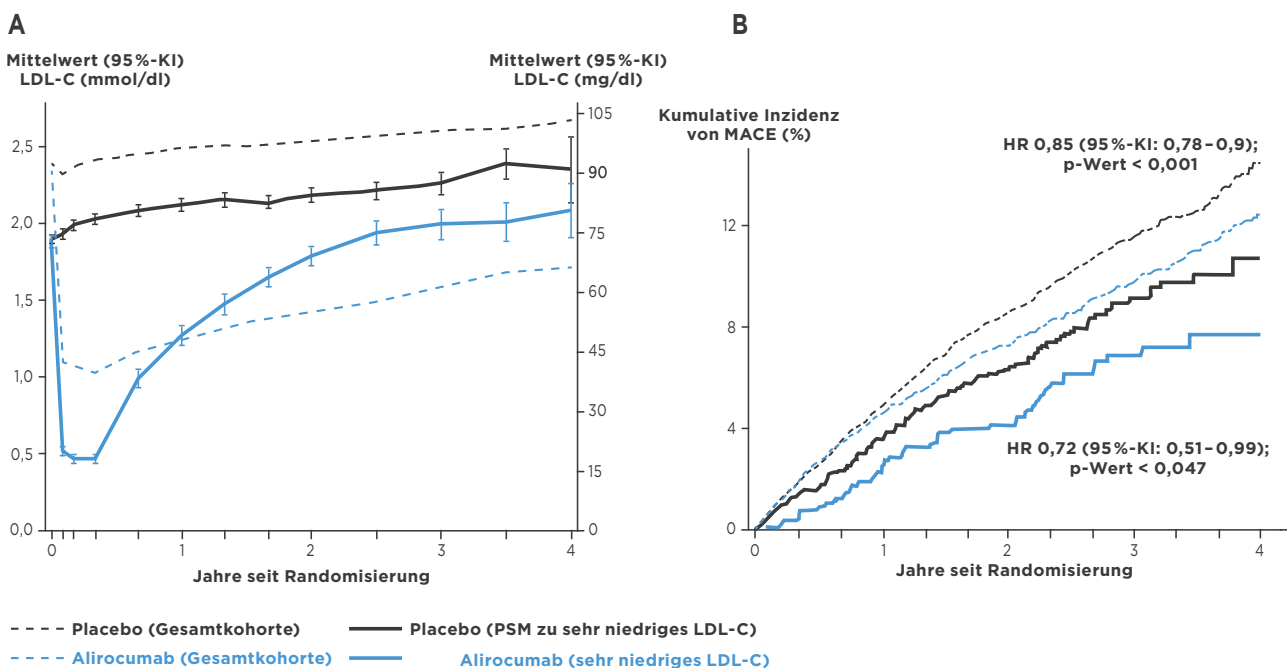 A
Mittelwert (95 %-KI)
LDL-C (mmol/dl)
Mittelwert (95 %-KI)
LDL-C (mg/dl)
2,5
2,0
1,5
1,0
0,5
0,0
105
90
75
60
45
30
15
0
0 1 2 3 4
Jahre seit Randomisierung
B
Kumulative Inzidenz
von MACE (%)
HR 0,85 (95 %-KI: 0,78 – 0,9);
p-Wert < 0,001
12
8
4
0
HR 0,72 (95 %-KI: 0,51 – 0,99);
p-Wert < 0,047
0 1 2 3 4
Jahre seit Randomisierung
Placebo (Gesamtkohorte) Placebo (PSM zu sehr niedriges LDL-C)
Alirocumab (Gesamtkohorte) Alirocumab (sehr niedriges LDL-C)